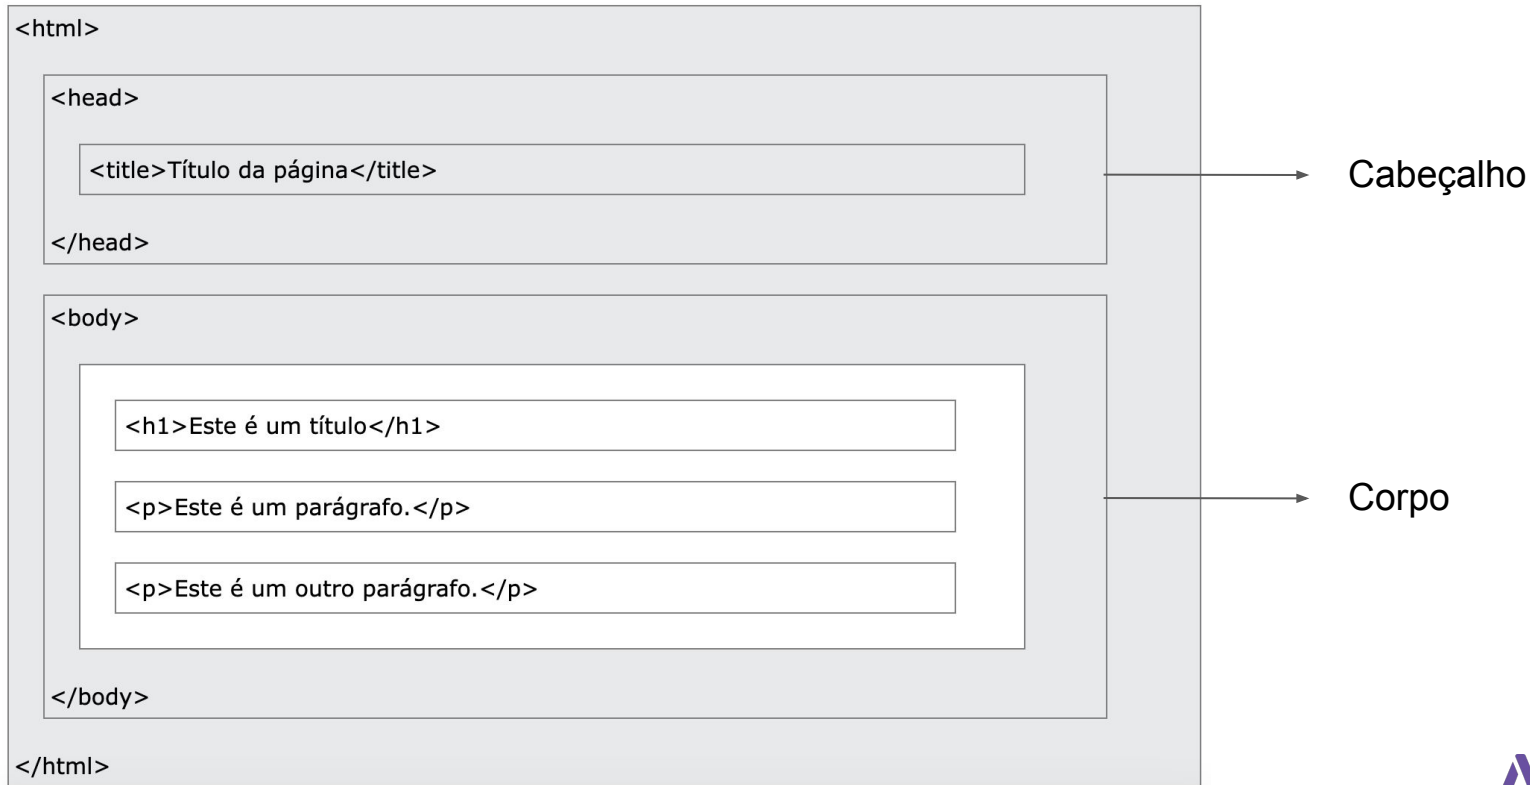 <html>
<head>
<title>Título da página</title>
Cabeçalho
</head>
<body>
<h1>Este é um título</h1>
<p>Este é um parágrafo.</p>
Corpo
<p>Este é um outro parágrafo.</p>
</body>
</html>